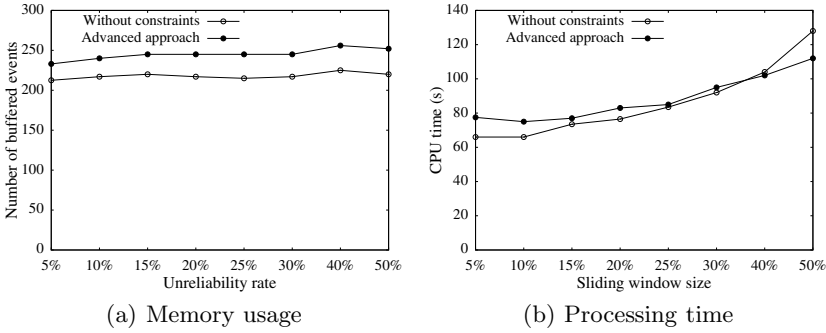 Without constraints
Advanced approach
Number of buffered events
300
250
200
150
100
50
0
5% 10% 15% 20% 25% 30% 40% 50%
Unreliability rate
(a) Memory usage
Without constraints
Advanced approach
CPU time (s)
140
120
100
80
60
40
20
0
5% 10% 15% 20% 25% 30% 40% 50%
Sliding window size
(b) Processing time